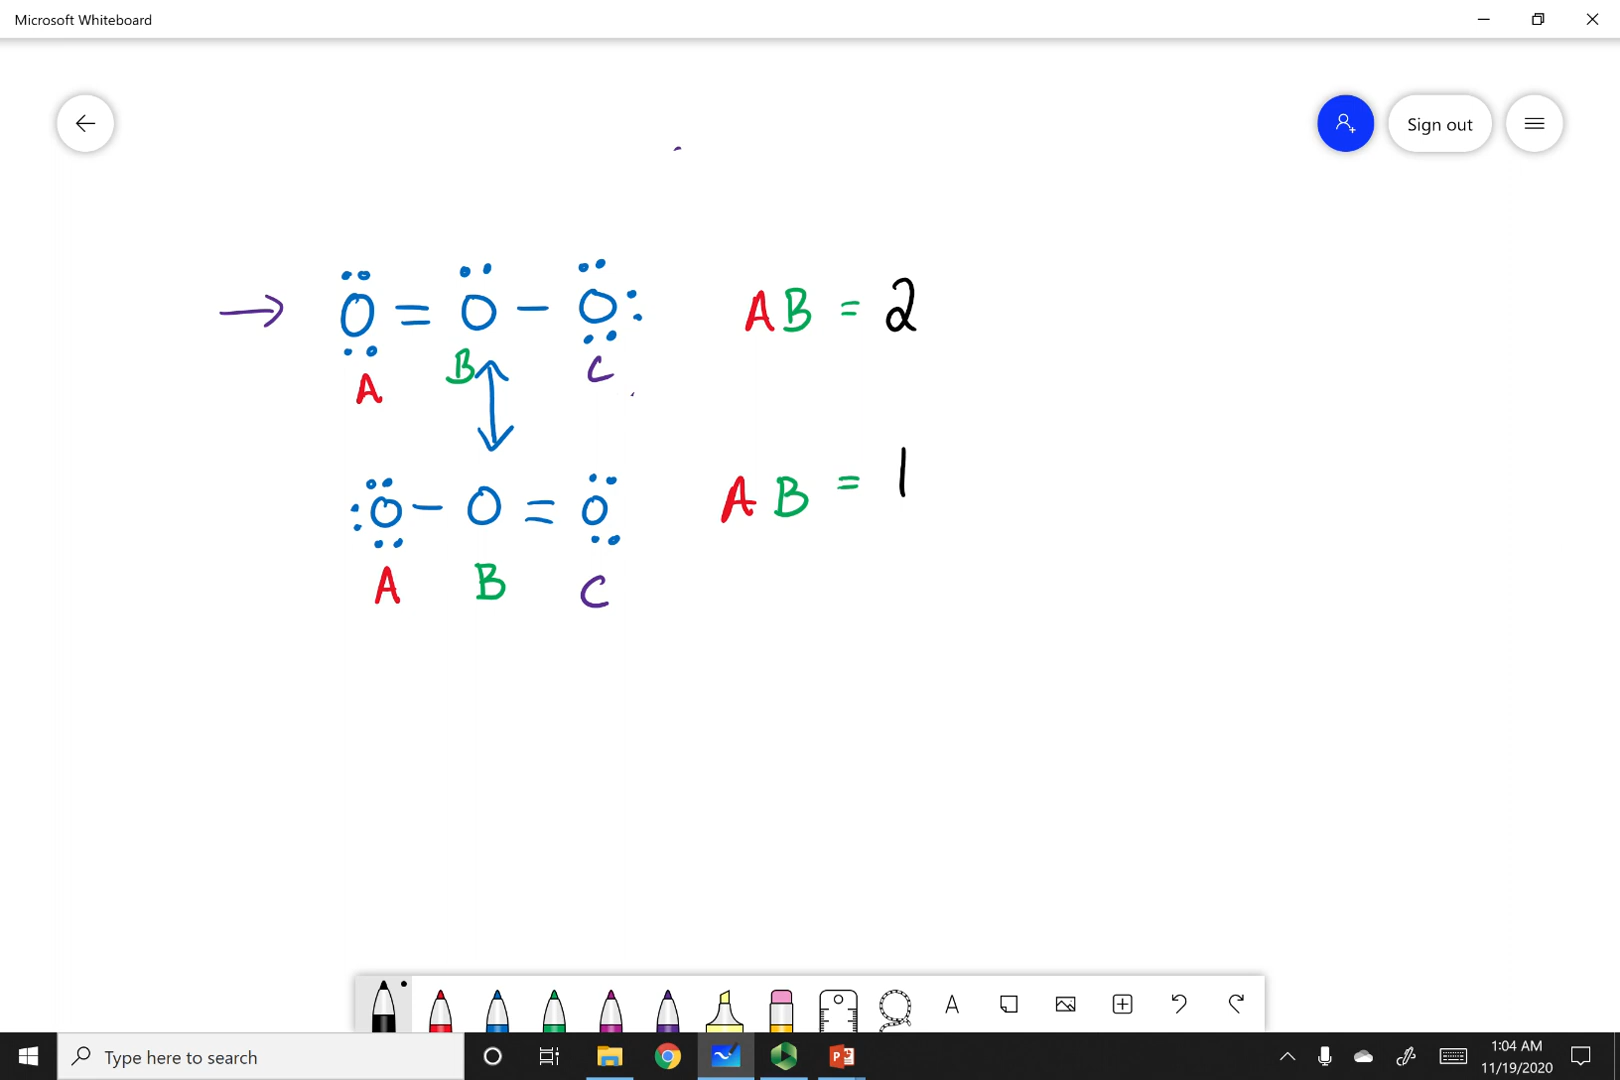 Microsoft Whiteboard
Sign out
O = O - O AB = 2
A B C
O - O = O AB = 1
A B C
A
Type here to search
1:04 AM
11/19/2020